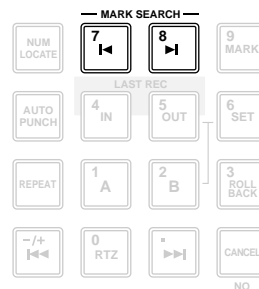 MARK SEARCH
NUM LOCATE
7
8
9 MARK
LAST REC
AUTO PUNCH
4 IN
5 OUT
6 SET
REPEAT
1 A
2 B
3 ROLL BACK
−/+
0 RTZ
.
CANCEL
NO